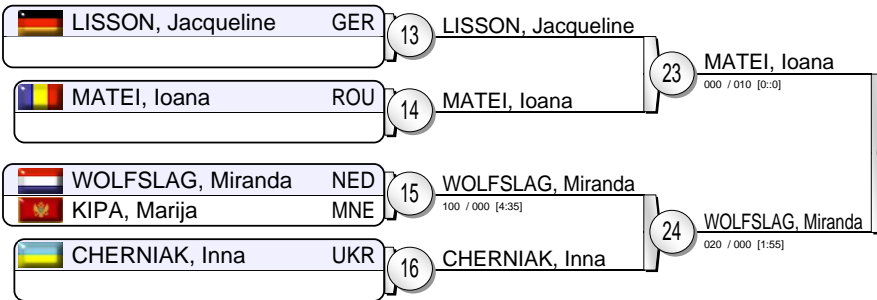 LISSON, Jacqueline GER
13
LISSON, Jacqueline
MATEI, Ioana ROU
14
MATEI, Ioana
23
MATEI, Ioana
000 / 010 [0::0]
WOLFSLAG, Miranda NED
KIPA, Marija MNE
15
WOLFSLAG, Miranda
100 / 000 [4:35]
CHERNIAK, Inna UKR
16
CHERNIAK, Inna
24
WOLFSLAG, Miranda
020 / 000 [1:55]